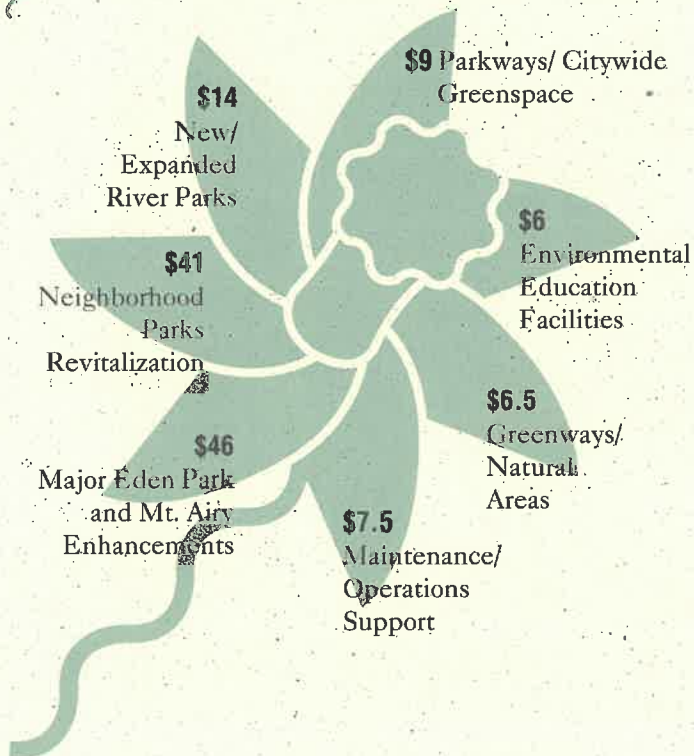 $9 Parkways/ Citywide
Greenspace
$14
New/
Expanded
River Parks
$6
Environmental
Education
Facilities
$41
Neighborhood
Parks
Revitalization
$6.5
Greenways/
Natural
Areas
$46
Major Eden Park
and Mt. Airy
Enhancements
$7.5
Maintenance/
Operations
Support